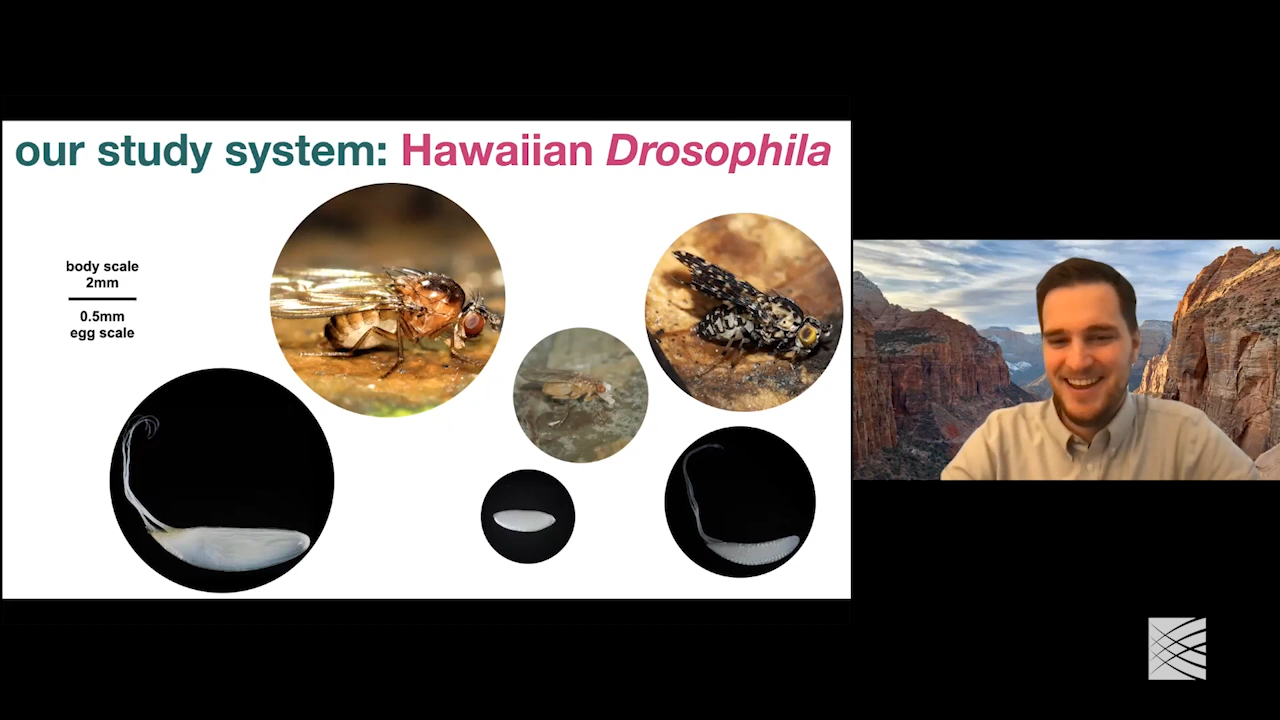 our study system: Hawaiian Drosophila
body scale
2mm
0.5mm
egg scale